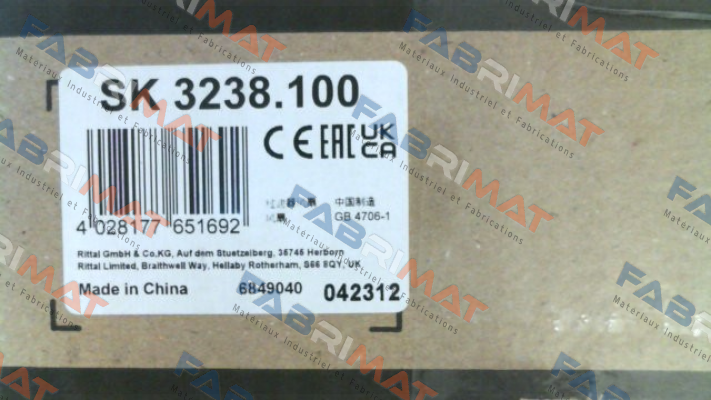 SK 3238.100
CE EAC UK CA
4 028177 651692
中国制造
GB 4706-1
Rittal GmbH & Co.KG, Auf dem Stuetzelberg, 35745 Herborn
Rittal Limited, Braithwell Way, Hellaby Rotherham, S66 8QY, UK
Made in China 6849040 042312
FABRIMAT
Matériaux Industriel et Fabrications